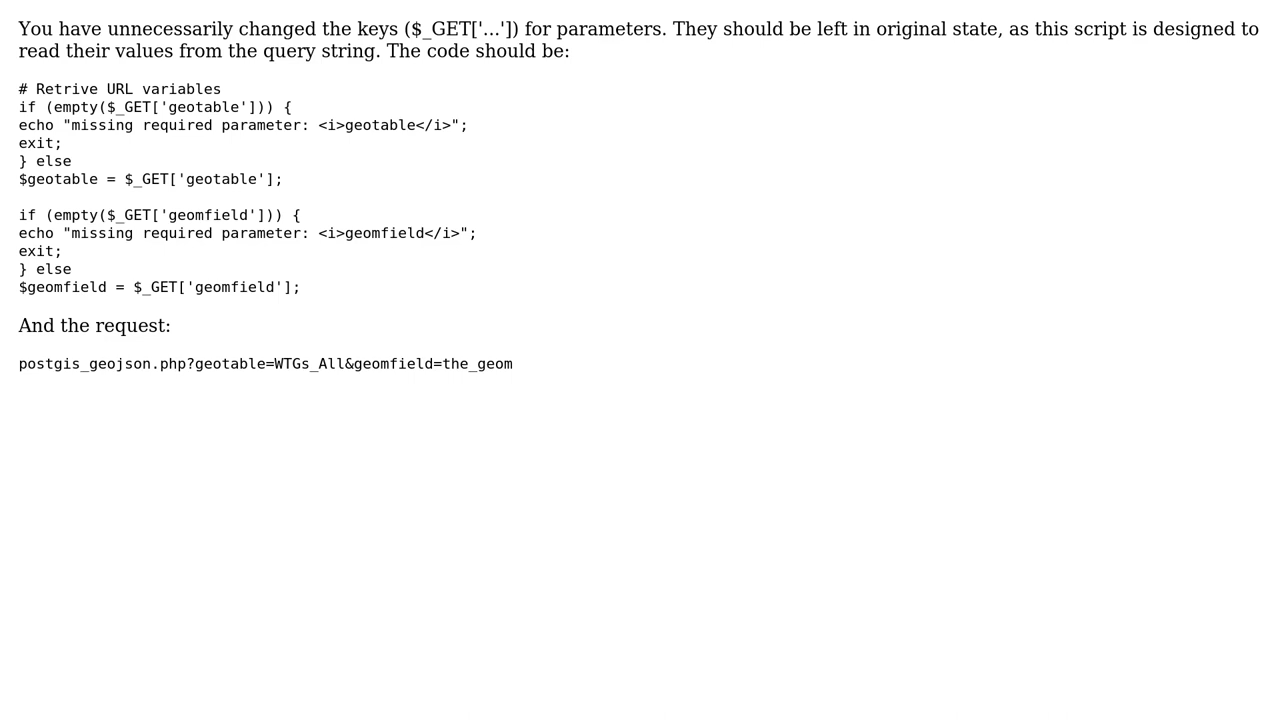 You have unnecessarily changed the keys ($_GET['...']) for parameters. They should be left in original state, as this script is designed to
read their values from the query string. The code should be:
# Retrive URL variables
if (empty($_GET['geotable'])) {
echo "missing required parameter: <i>geotable</i>";
exit;
} else
$geotable = $_GET['geotable'];
if (empty($_GET['geomfield'])) {
echo "missing required parameter: <i>geomfield</i>";
exit;
} else
$geomfield = $_GET['geomfield'];
And the request:
postgis_geojson.php?geotable=WTGs_All&geomfield=the_geom